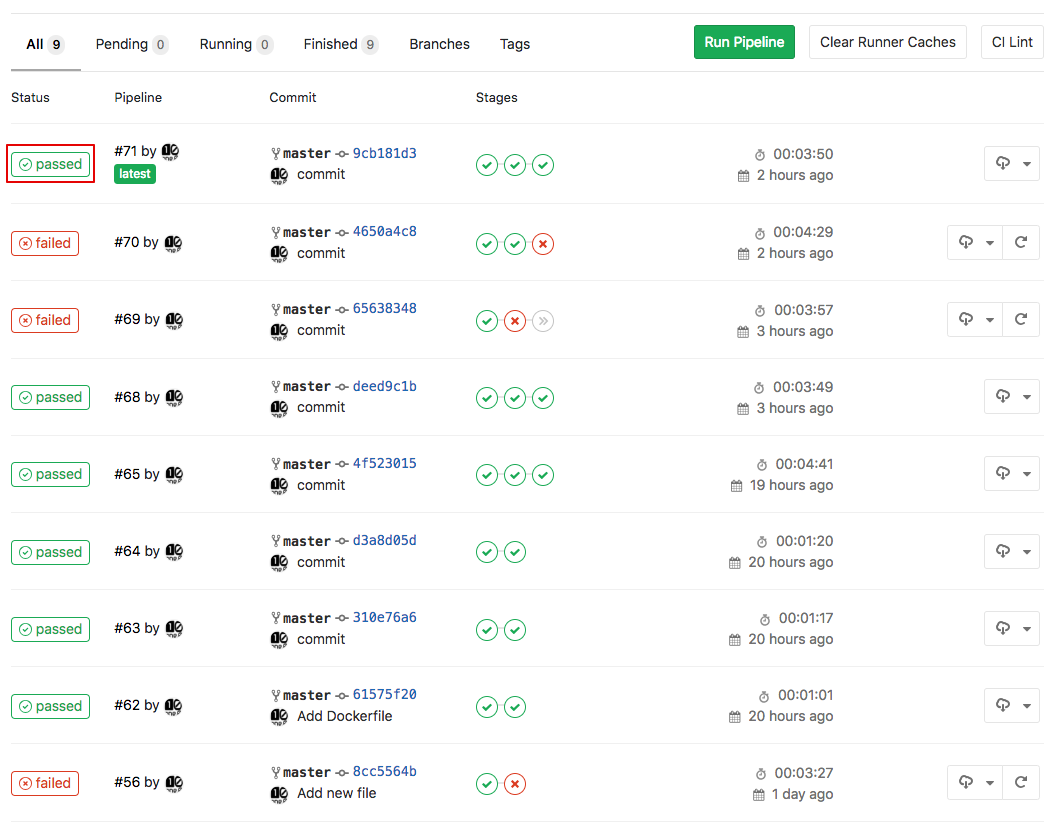 All 9 Pending 0 Running 0 Finished 9 Branches Tags Run Pipeline Clear Runner Caches CI Lint
Status Pipeline Commit Stages
passed #71 by master 9cb181d3 00:03:50
latest commit 2 hours ago
failed #70 by master 4650a4c8 00:04:29
commit 2 hours ago
failed #69 by master 65638348 00:03:57
commit 3 hours ago
passed #68 by master deed9c1b 00:03:49
commit 3 hours ago
passed #65 by master 4f523015 00:04:41
commit 19 hours ago
passed #64 by master d3a8d05d 00:01:20
commit 20 hours ago
passed #63 by master 310e76a6 00:01:17
commit 20 hours ago
passed #62 by master 61575f20 00:01:01
Add Dockerfile 20 hours ago
failed #56 by master 8cc5564b 00:03:27
Add new file 1 day ago